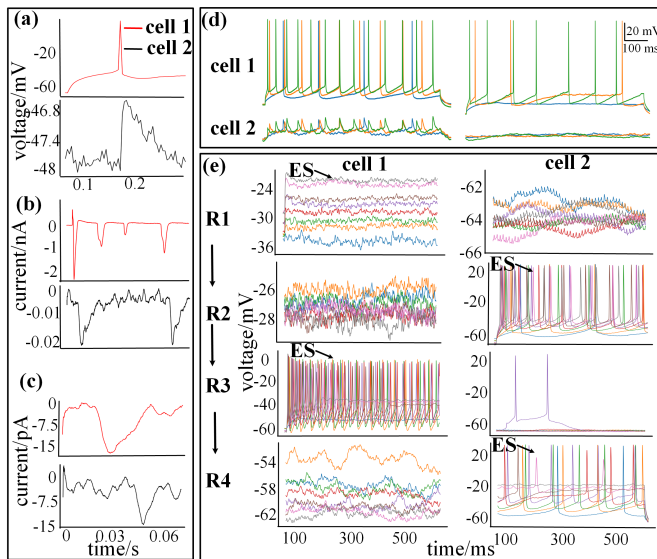 (a)
cell 1
cell 2
-20
-60
voltage/mV
-46.8
-47.4
-48
0.1
0.2
(b)
current/nA
0
-1
-2
0
-0.01
-0.02
(c)
current/pA
0
-7.5
-15
0
-7.5
-15
0
0.03
0.06
time/s
(d)
20 mV
100 ms
cell 1
cell 2
(e)
cell 1
cell 2
ES
R1
-24
-30
-36
-62
-64
-66
R2
voltage/mV
-26
-28
ES
20
-20
-60
R3
ES
0
-20
-40
-60
20
-20
-60
R4
-54
-58
-62
ES
20
-20
-60
100
300
500
100
300
500
time/ms